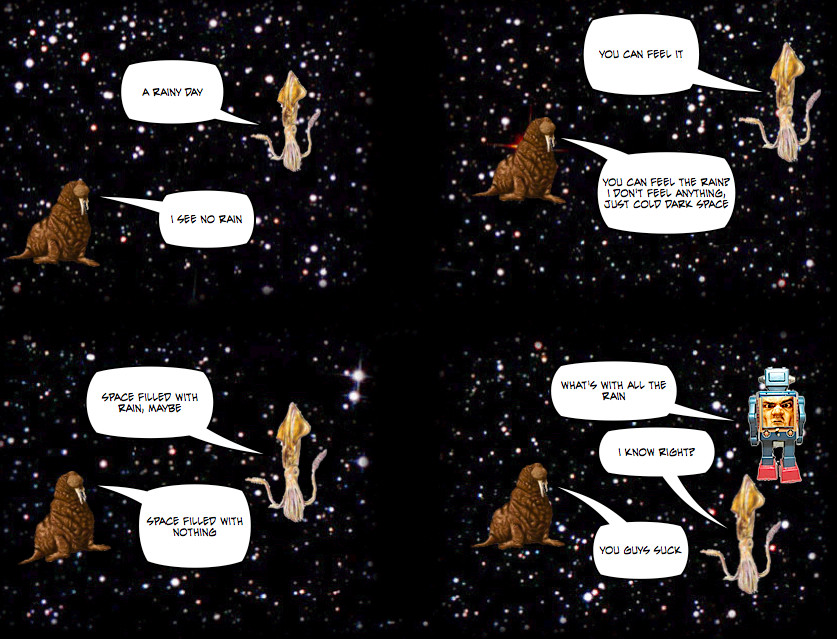 A RAINY DAY
I SEE NO RAIN
YOU CAN FEEL IT
YOU CAN FEEL THE RAIN?
I DON'T FEEL ANYTHING,
JUST COLD DARK SPACE
SPACE FILLED WITH
RAIN, MAYBE
SPACE FILLED WITH
NOTHING
WHAT'S WITH ALL THE
RAIN
I KNOW RIGHT?
YOU GUYS SUCK